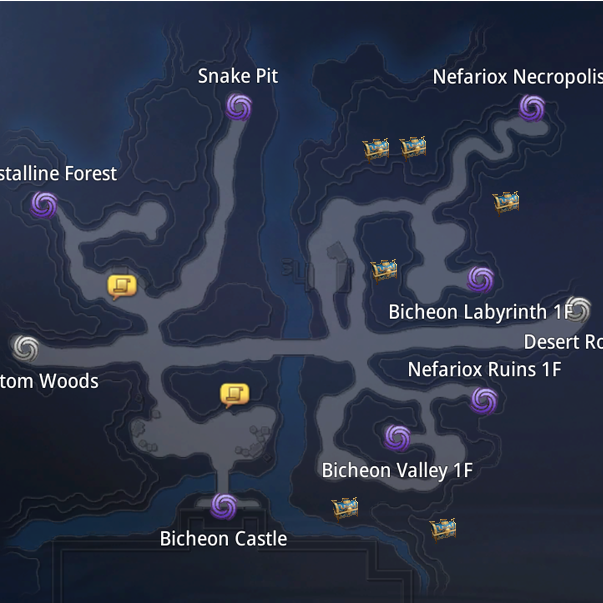 Snake Pit
Nefariox Necropolis
stalline Forest
Bicheon Labyrinth 1F
Desert Ro
tom Woods
Nefariox Ruins 1F
Bicheon Valley 1F
Bicheon Castle